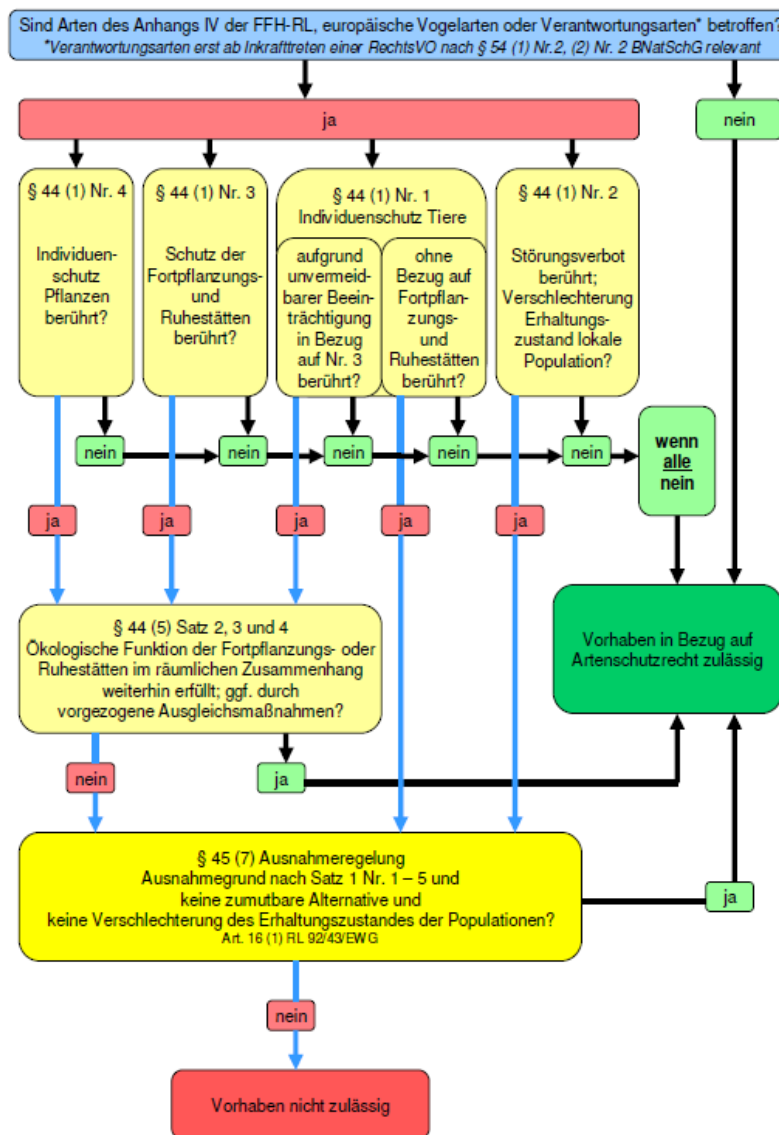 Sind Arten des Anhangs IV der FFH-RL, europäische Vogelarten oder Verantwortungsarten* betroffen?
*Verantwortungsarten erst ab Inkrafttreten einer RechtsVO nach § 54 (1) Nr.2, (2) Nr. 2 BNatSchG relevant
ja
nein
§ 44 (1) Nr. 4
Individuen-
schutz
Pflanzen
berührt?
§ 44 (1) Nr. 3
Schutz der
Fortpflanzungs-
und
Ruhestätten
berührt?
§ 44 (1) Nr. 1
Individuenschutz Tiere
aufgrund
unvermeid-
barer Beein-
trächtigung
in Bezug
auf Nr. 3
berührt?
ohne
Bezug auf
Fortpflan-
zungs-
und
Ruhestätten
berührt?
§ 44 (1) Nr. 2
Störungsverbot
berührt;
Verschlechterung
Erhaltungs-
zustand lokale
Population?
nein
nein
nein
nein
nein
wenn
alle
nein
ja
ja
ja
ja
ja
§ 44 (5) Satz 2, 3 und 4
Ökologische Funktion der Fortpflanzungs- oder
Ruhestätten im räumlichen Zusammenhang
weiterhin erfüllt; ggf. durch
vorgezogene Ausgleichsmaßnahmen?
Vorhaben in Bezug auf
Artenschutzrecht zulässig
nein
ja
§ 45 (7) Ausnahmeregelung
Ausnahmegrund nach Satz 1 Nr. 1 – 5 und
keine zumutbare Alternative und
keine Verschlechterung des Erhaltungszustandes der Populationen?
Art. 16 (1) RL 92/43/EWG
ja
nein
Vorhaben nicht zulässig